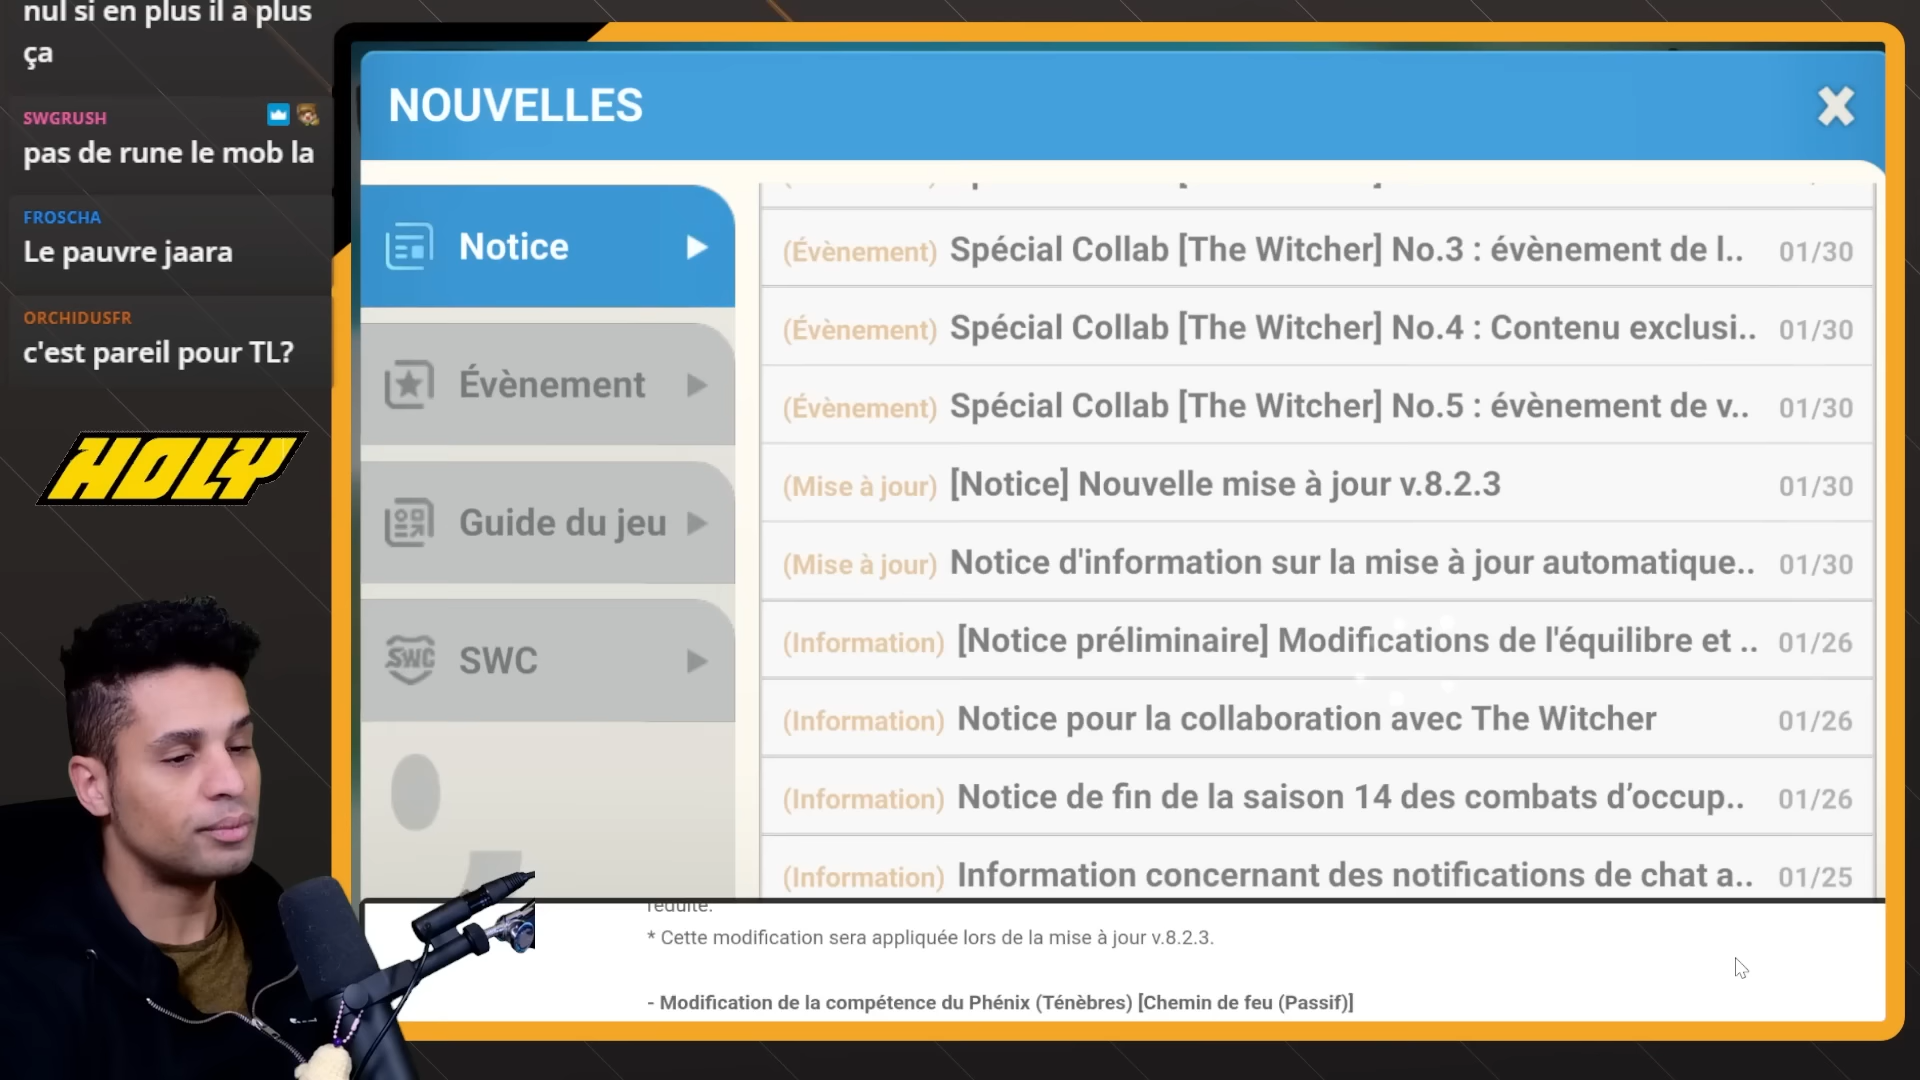 nul si en plus il a plus
ça
SWGRUSH
pas de rune le mob la
FROSCHA
Le pauvre jaara
ORCHIDUSFR
c'est pareil pour TL?
HOLY
NOUVELLES
Notice
Évènement
Guide du jeu
SWC SWC
(Évènement) Spécial Collab [The Witcher] No.3 : évènement de l.. 01/30
(Évènement) Spécial Collab [The Witcher] No.4 : Contenu exclusi.. 01/30
(Évènement) Spécial Collab [The Witcher] No.5 : évènement de v.. 01/30
(Mise à jour) [Notice] Nouvelle mise à jour v.8.2.3 01/30
(Mise à jour) Notice d'information sur la mise à jour automatique.. 01/30
(Information) [Notice préliminaire] Modifications de l'équilibre et .. 01/26
(Information) Notice pour la collaboration avec The Witcher 01/26
(Information) Notice de fin de la saison 14 des combats d’occup.. 01/26
(Information) Information concernant des notifications de chat a.. 01/25
réduite.
* Cette modification sera appliquée lors de la mise à jour v.8.2.3.
- Modification de la compétence du Phénix (Ténèbres) [Chemin de feu (Passif)]